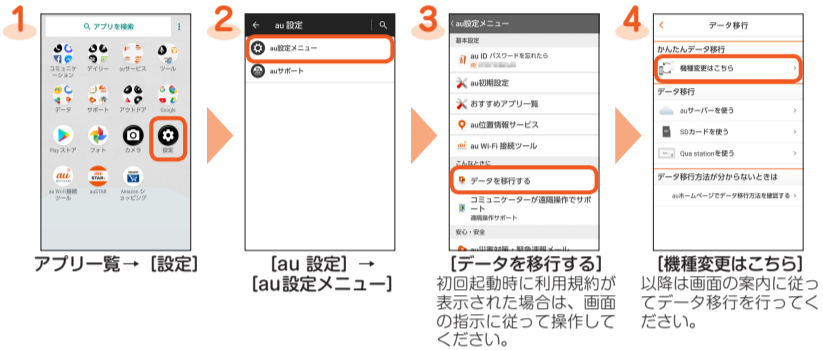 1
アプリを検索
コミュニケ
ーション
デイリー
auサービス
ツール
データ
サポート
アウトドア
Google
Play ストア
フォト
カメラ
設定
au Wi-Fi接続
ツール
auSTAR
Amazon シ
ョッピング
アプリ一覧→［設定］
2
au 設定
au設定メニュー
auサポート
［au 設定］→
［au設定メニュー］
3
au設定メニュー
基本設定
au ID パスワードを忘れたら
au初期設定
おすすめアプリ一覧
au位置情報サービス
au Wi-Fi 接続ツール
こんなときに
データを移行する
コミュニケーターが遠隔操作でサポ
ート
遠隔操作サポート
安心・安全
au災害対策・緊急速報メール
［データを移行する］
初回起動時に利用規約が
表示された場合は、画面
の指示に従って操作して
ください。
4
データ移行
かんたんデータ移行
機種変更はこちら
データ移行
auサーバーを使う
SDカードを使う
Qua stationを使う
データ移行方法が分からないときは
auホームページでデータ移行方法を確認する
［機種変更はこちら］
以降は画面の案内に従っ
てデータ移行を行ってく
ださい。